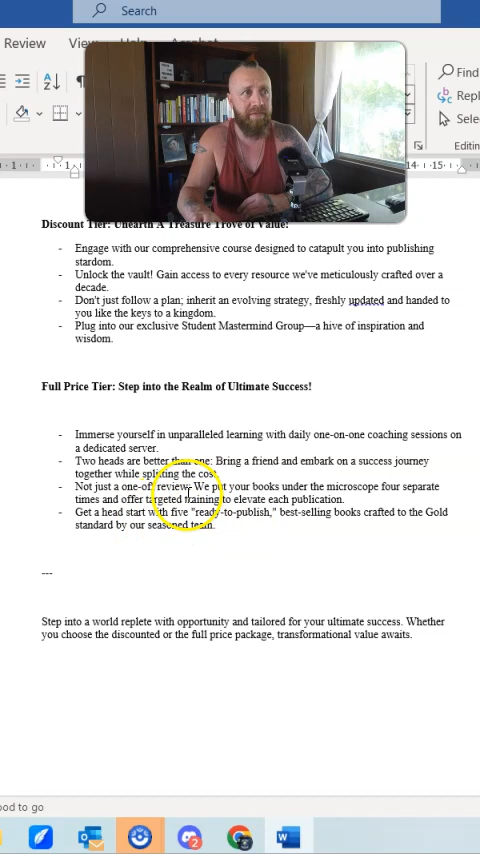 Search
Review
View
Help
Find
Repl
Sele
Editin
1
1
14
15
Discount Tier: Unearth A Treasure Trove of Value!
- Engage with our comprehensive course designed to catapult you into publishing
stardom.
- Unlock the vault! Gain access to every resource we've meticulously crafted over a
decade.
- Don't just follow a plan; inherit an evolving strategy, freshly updated and handed to
you like the keys to a kingdom.
- Plug into our exclusive Student Mastermind Group—a hive of inspiration and
wisdom.
Full Price Tier: Step into the Realm of Ultimate Success!
- Immerse yourself in unparalleled learning with daily one-on-one coaching sessions on
a dedicated server.
- Two heads are better than one: Bring a friend and embark on a success journey
together while splitting the cost.
- Not just a one-off review: We put your books under the microscope four separate
times and offer targeted training to elevate each publication.
- Get a head start with five "ready-to-publish," best-selling books crafted to the Gold
standard by our seasoned team.
---
Step into a world replete with opportunity and tailored for your ultimate success. Whether
you choose the discounted or the full price package, transformational value awaits.
ood to go
2